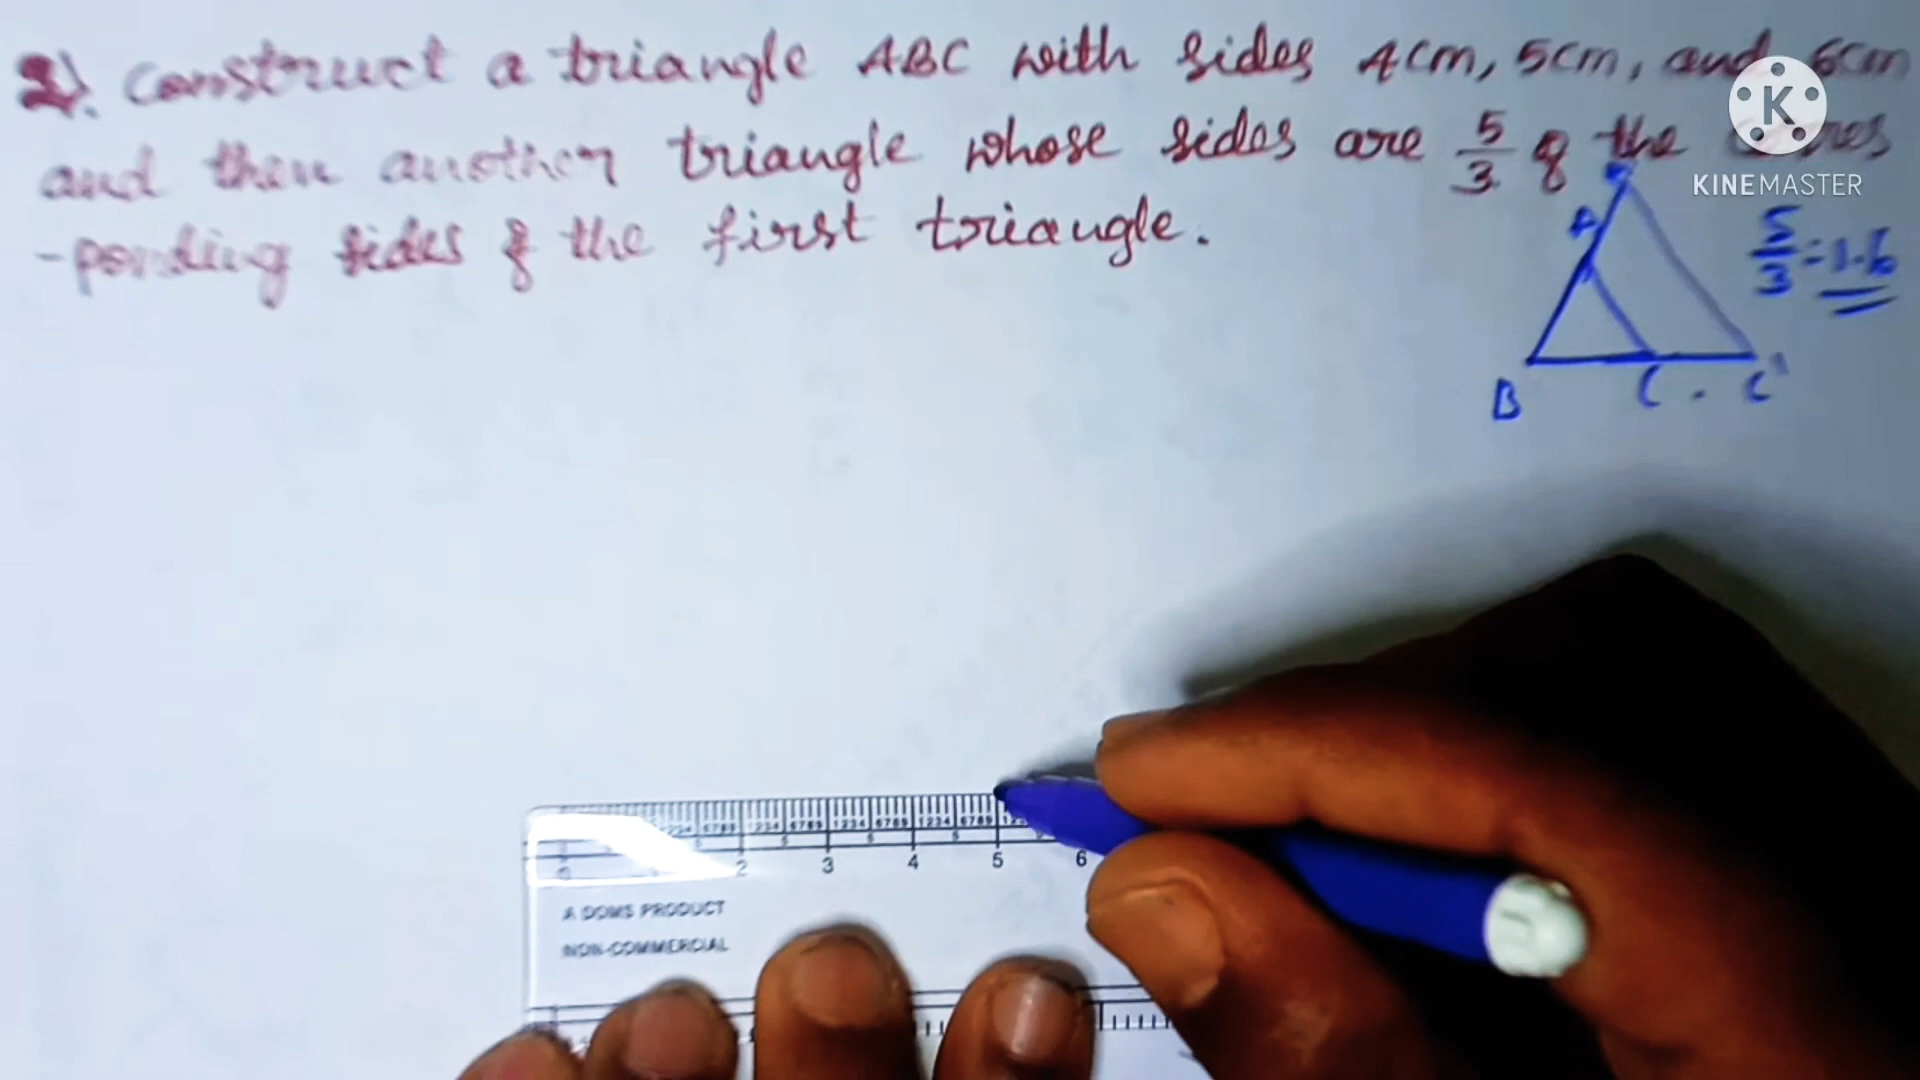 2). Construct a triangle ABC with sides 4cm, 5cm, and 6cm
and then another triangle whose sides are 5/3 of the corres
-ponding sides of the first triangle.
KINEMASTER
A
5/3 = 1.6
B C . C'
2 3 4 5 6
A DOMS PRODUCT
NON-COMMERCIAL